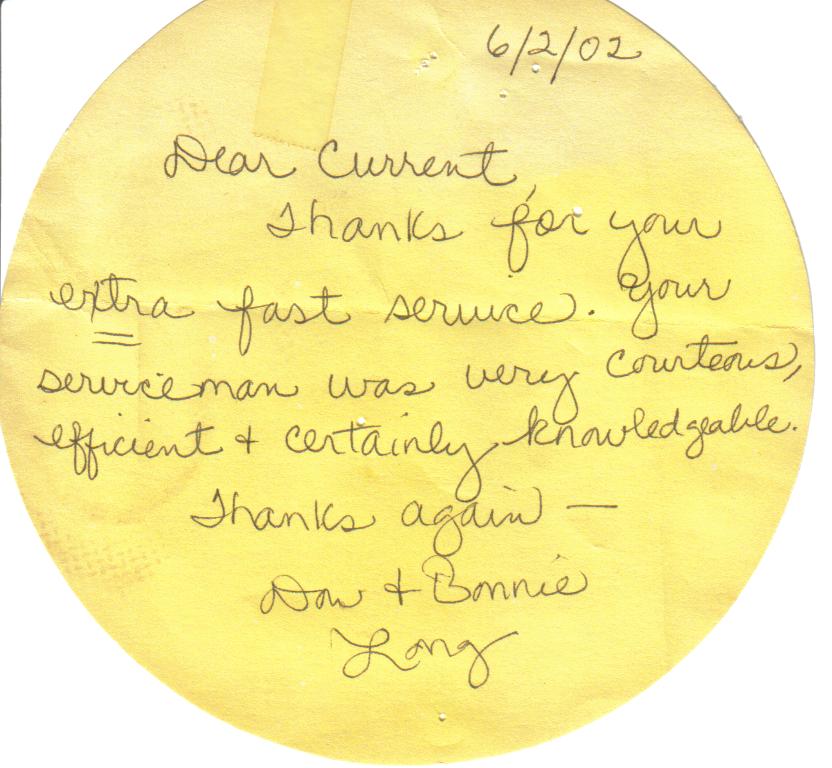 6/2/02
Dear Current,
Thanks for your
extra fast service. Your
serviceman was very courteous,
efficient + certainly knowledgeable.
Thanks again —
Don + Bonnie
Long